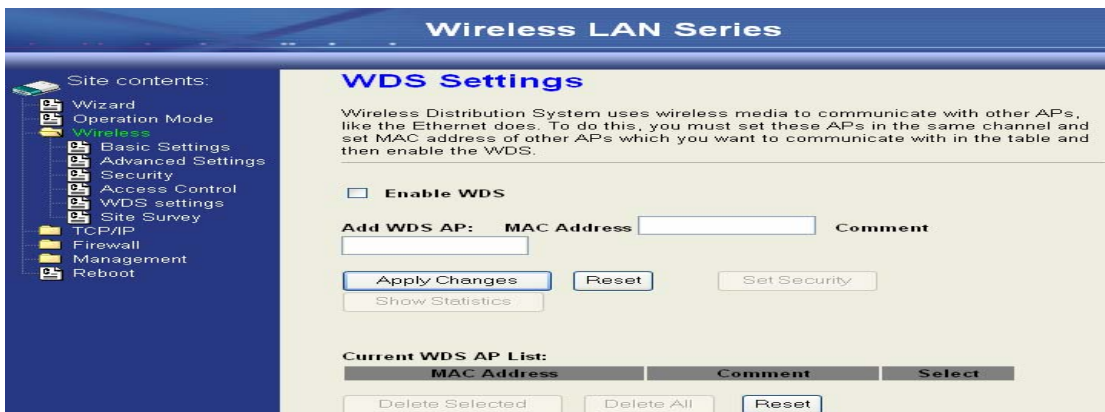 Wireless LAN Series
Site contents:
Wizard
Operation Mode
Wireless
Basic Settings
Advanced Settings
Security
Access Control
WDS settings
Site Survey
TCP/IP
Firewall
Management
Reboot
WDS Settings
Wireless Distribution System uses wireless media to communicate with other APs,
like the Ethernet does. To do this, you must set these APs in the same channel and
set MAC address of other APs which you want to communicate with in the table and
then enable the WDS.
Enable WDS
Add WDS AP: MAC Address Comment
Apply Changes Reset Set Security
Show Statistics
Current WDS AP List:
MAC Address Comment Select
Delete Selected Delete All Reset